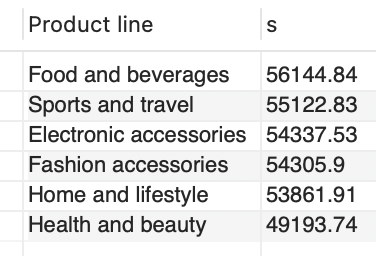 Product line s
Food and beverages 56144.84
Sports and travel 55122.83
Electronic accessories 54337.53
Fashion accessories 54305.9
Home and lifestyle 53861.91
Health and beauty 49193.74